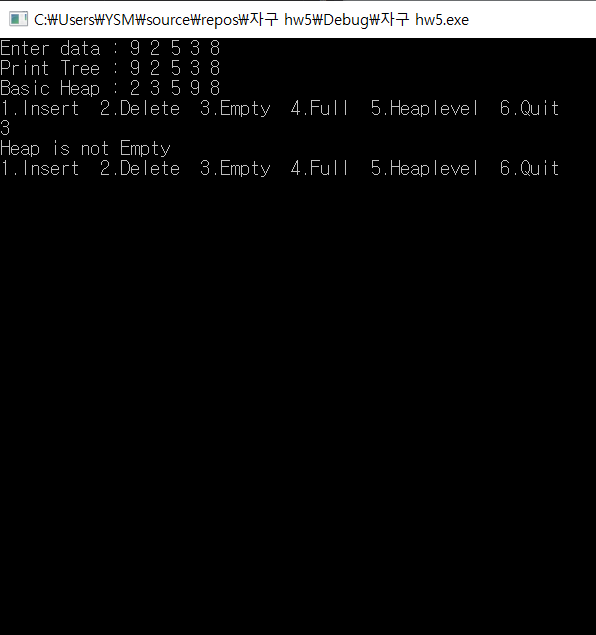 C:₩Users₩YSM₩source₩repos₩자구 hw5₩Debug₩자구 hw5.exe
Enter data : 9 2 5 3 8
Print Tree : 9 2 5 3 8
Basic Heap : 2 3 5 9 8
1.Insert  2.Delete  3.Empty  4.Full  5.Heaplevel  6.Quit
3
Heap is not Empty
1.Insert  2.Delete  3.Empty  4.Full  5.Heaplevel  6.Quit